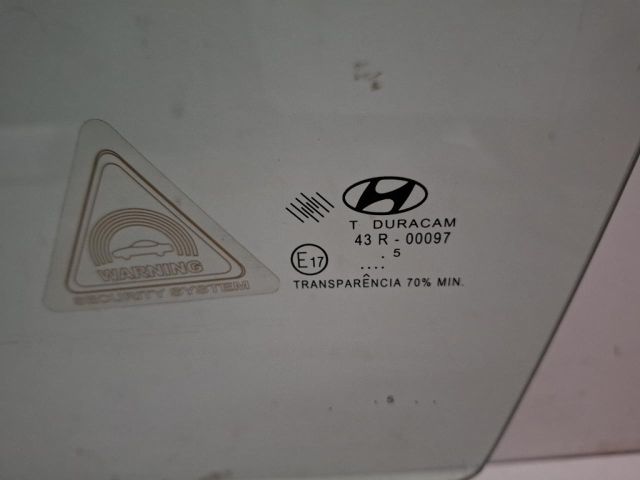 T DURACAM
43 R - 00097
. 5
....
E17
TRANSPARÊNCIA 70% MIN.
WARNING
SECURITY SYSTEM
. s . .